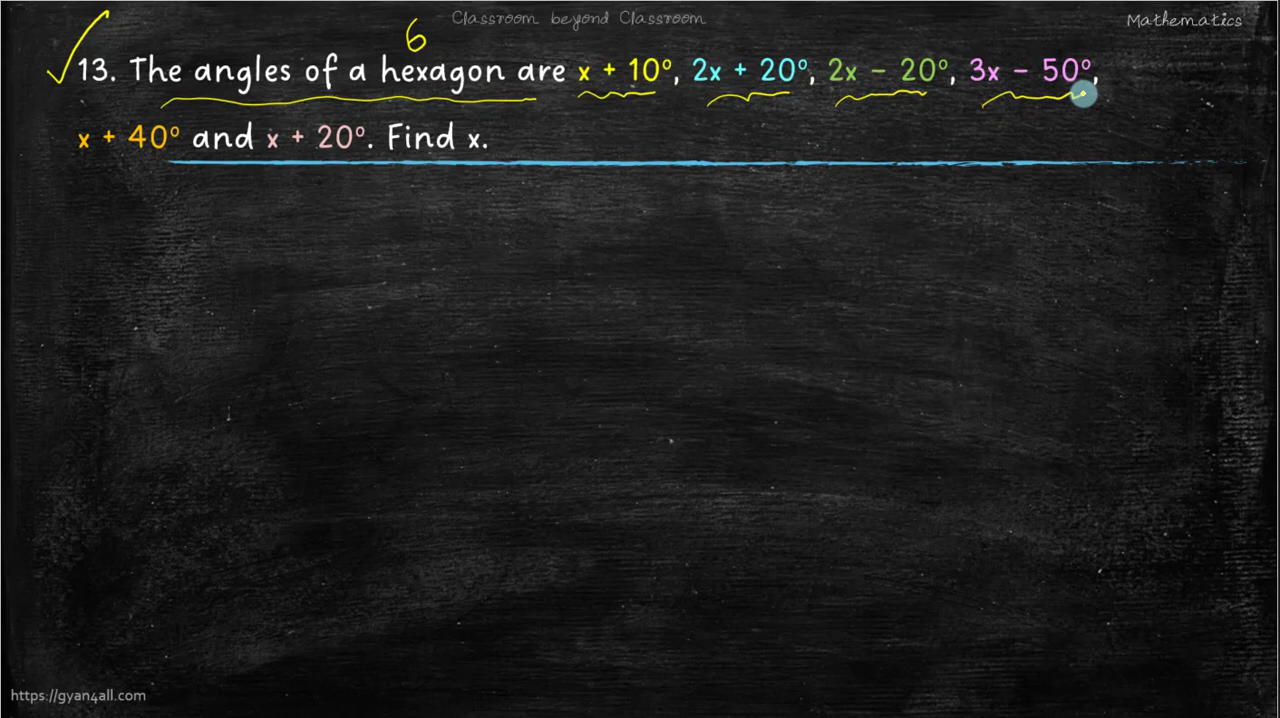 Classroom beyond Classroom
Mathematics
6
13. The angles of a hexagon are x + 10°, 2x + 20°, 2x − 20°, 3x − 50°,
x + 40° and x + 20°. Find x.
https://gyan4all.com